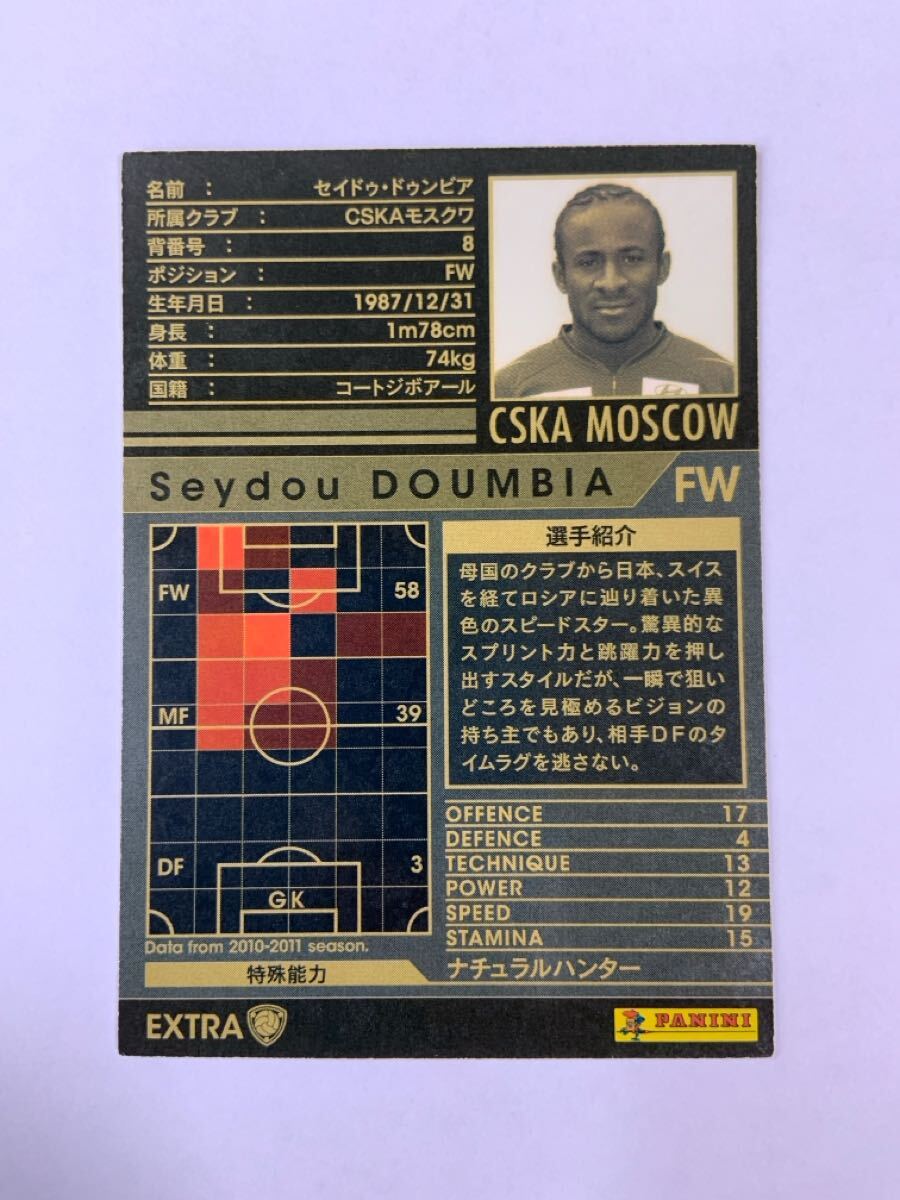 名前 : セイドゥ・ドゥンビア
所属クラブ : CSKAモスクワ
背番号 : 8
ポジション : FW
生年月日 : 1987/12/31
身長 : 1m78cm
体重 : 74kg
国籍 : コートジボアール
CSKA MOSCOW
Seydou DOUMBIA FW
FW 58
MF 39
DF 3
GK
Data from 2010-2011 season.
選手紹介
母国のクラブから日本、スイス
を経てロシアに辿り着いた異
色のスピードスター。驚異的な
スプリント力と跳躍力を押し
出すスタイルだが、一瞬で狙い
どころを見極めるビジョンの
持ち主でもあり、相手DFのタ
イムラグを逃さない。
OFFENCE 17
DEFENCE 4
TECHNIQUE 13
POWER 12
SPEED 19
STAMINA 15
特殊能力 ナチュラルハンター
EXTRA
PANINI